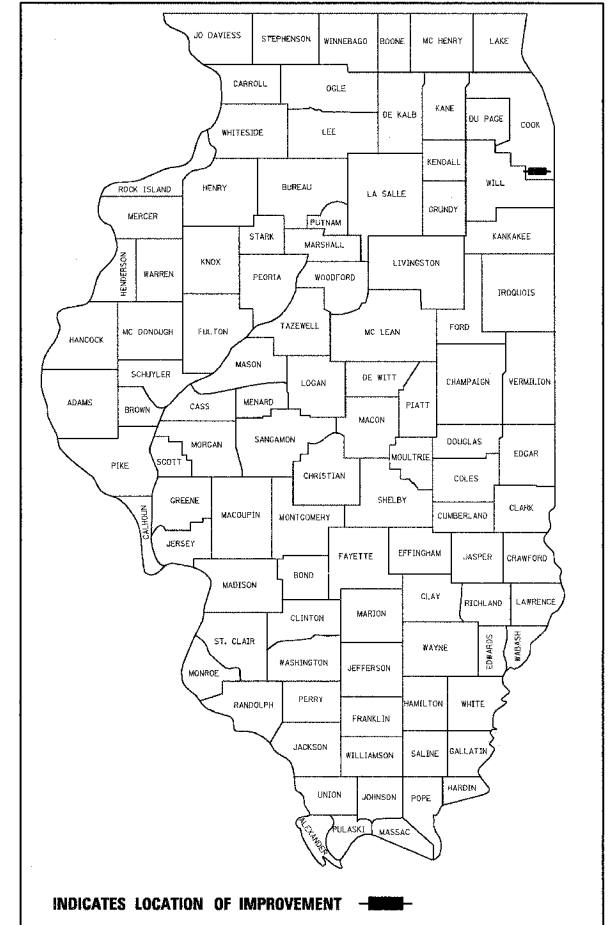 JO DAVIESS
STEPHENSON
WINNEBAGO
BOONE
MC HENRY
LAKE
CARROLL
OGLE
DE KALB
KANE
DU PAGE
COOK
WHITESIDE
LEE
KENDALL
WILL
ROCK ISLAND
HENRY
BUREAU
LA SALLE
GRUNDY
MERCER
PUTNAM
KANKAKEE
STARK
MARSHALL
HENDERSON
WARREN
KNOX
PEORIA
WOODFORD
LIVINGSTON
IROQUOIS
HANCOCK
MC DONOUGH
FULTON
TAZEWELL
MC LEAN
FORD
SCHUYLER
MASON
LOGAN
DE WITT
CHAMPAIGN
VERMILION
ADAMS
BROWN
CASS
MENARD
MACON
PIATT
MORGAN
SANGAMON
DOUGLAS
EDGAR
PIKE
SCOTT
CHRISTIAN
MOULTRIE
COLES
SHELBY
GREENE
MACOUPIN
MONTGOMERY
CUMBERLAND
CLARK
CALHOUN
JERSEY
FAYETTE
EFFINGHAM
JASPER
CRAWFORD
MADISON
BOND
CLAY
RICHLAND
LAWRENCE
CLINTON
MARION
ST. CLAIR
WAYNE
EDWARDS
WABASH
WASHINGTON
JEFFERSON
MONROE
RANDOLPH
PERRY
HAMILTON
WHITE
FRANKLIN
JACKSON
WILLIAMSON
SALINE
GALLATIN
UNION
JOHNSON
POPE
HARDIN
ALEXANDER
PULASKI
MASSAC
INDICATES LOCATION OF IMPROVEMENT